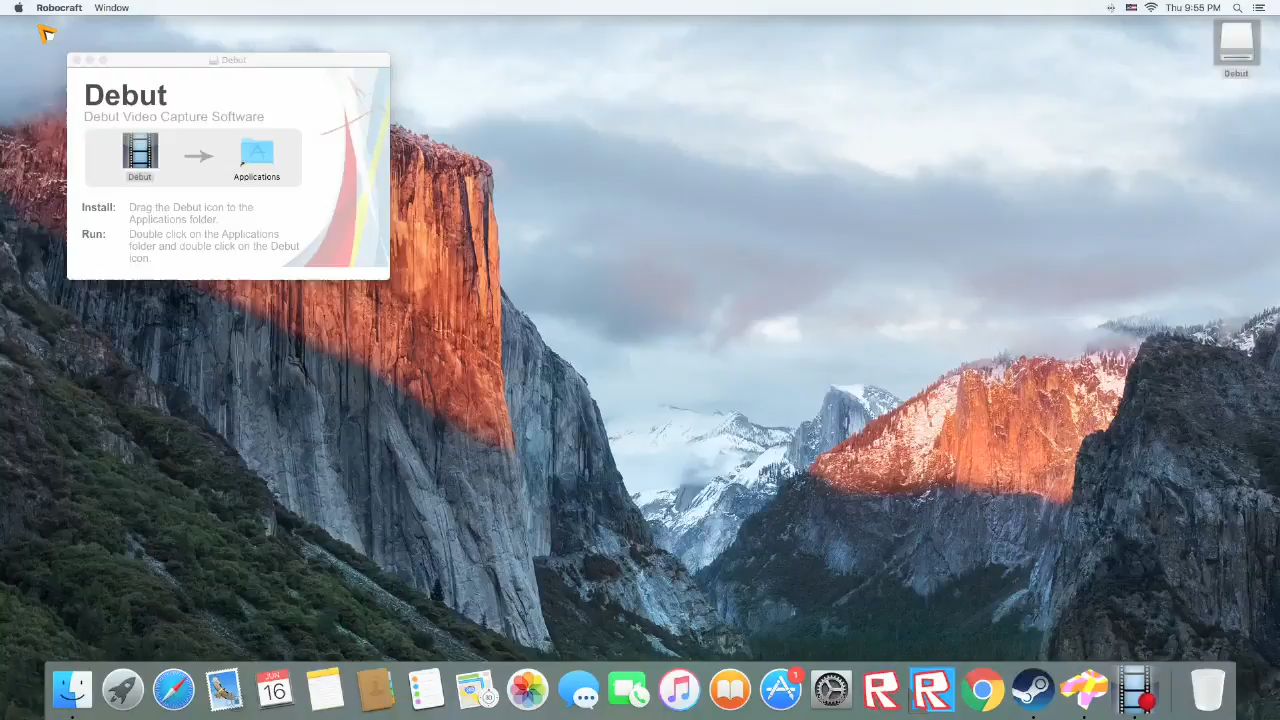 Robocraft Window
Thu 9:55 PM
Debut
Debut
Debut
Debut Video Capture Software
Debut
Applications
Install: Drag the Debut icon to the
Applications folder.
Run: Double click on the Applications
folder and double click on the Debut
icon.
JUN
16
1